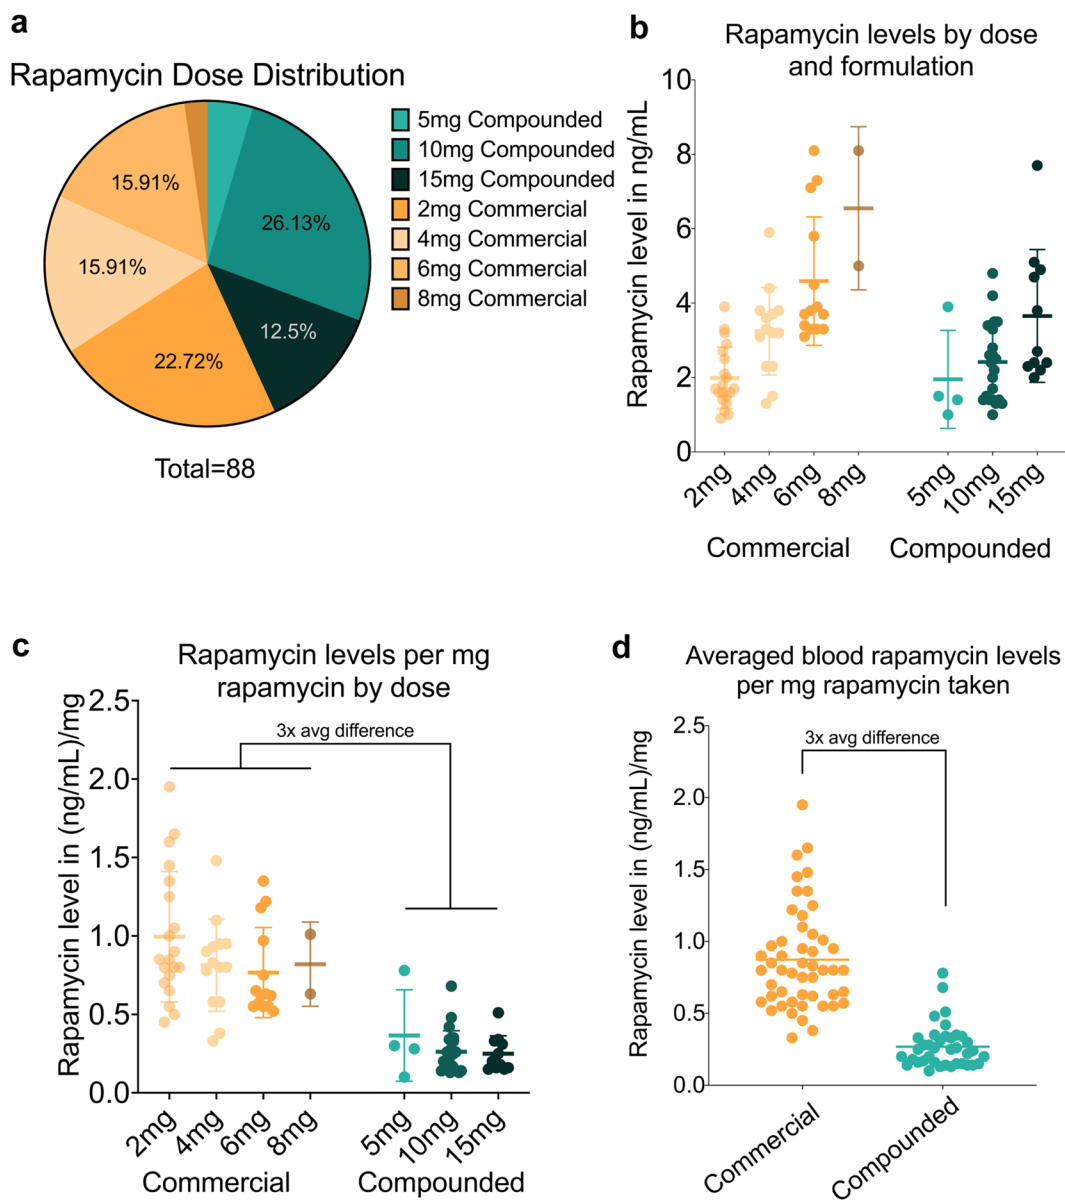 a
Rapamycin Dose Distribution
15.91%
26.13%
15.91%
12.5%
22.72%
Total=88
5mg Compounded
10mg Compounded
15mg Compounded
2mg Commercial
4mg Commercial
6mg Commercial
8mg Commercial
b
Rapamycin levels by dose
and formulation
Rapamycin level in ng/mL
10
8
6
4
2
0
2mg
4mg
6mg
8mg
5mg
10mg
15mg
Commercial
Compounded
c
Rapamycin levels per mg
rapamycin by dose
Rapamycin level in (ng/mL)/mg
2.5
2.0
1.5
1.0
0.5
0.0
3x avg difference
2mg
4mg
6mg
8mg
5mg
10mg
15mg
Commercial
Compounded
d
Averaged blood rapamycin levels
per mg rapamycin taken
Rapamycin level in (ng/mL)/mg
2.5
2.0
1.5
1.0
0.5
0.0
3x avg difference
Commercial
Compounded